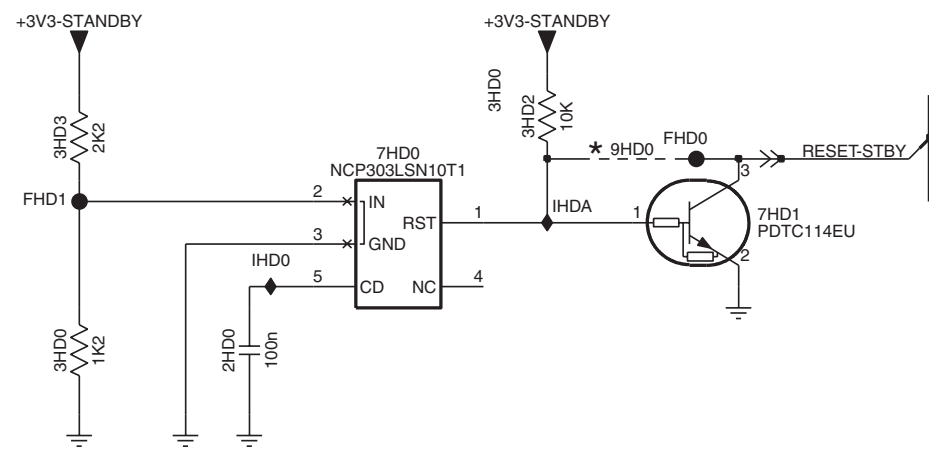 +3V3-STANDBY
+3V3-STANDBY
3HD0
3HD2
10K
3HD3
2K2
7HD0
NCP303LSN10T1
* 9HD0
FHD0
RESET-STBY
3
FHD1
2
IN
RST
1
IHDA
1
7HD1
PDTC114EU
3
GND
2
IHD0
5
CD
NC
4
3HD0
1K2
2HD0
100n